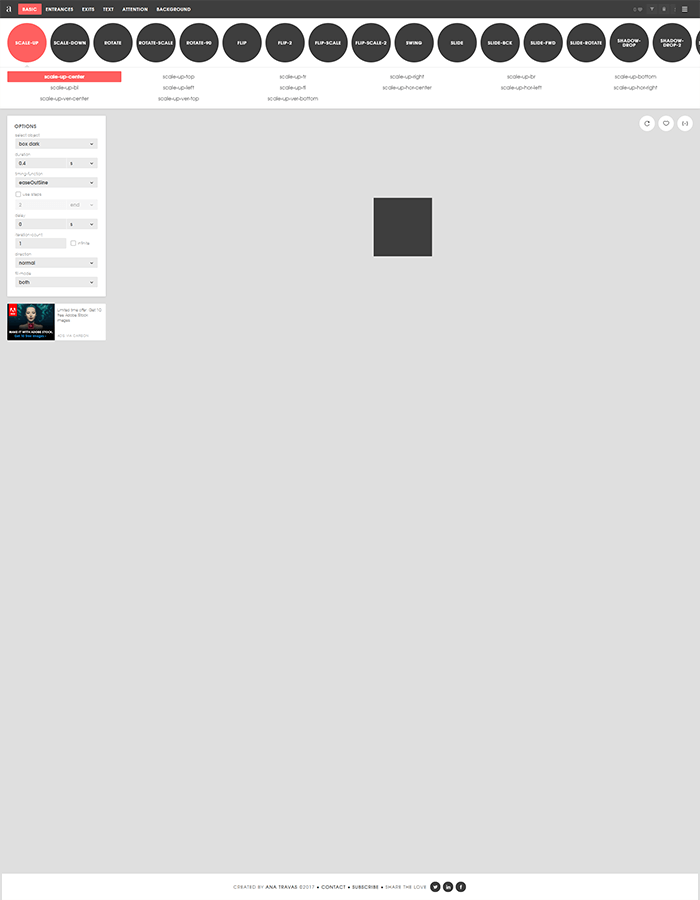 a BASIC ENTRANCES EXITS TEXT ATTENTION BACKGROUND
SCALE-UP SCALE-DOWN ROTATE ROTATE-SCALE ROTATE-90 FLIP FLIP-2 FLIP-SCALE FLIP-SCALE-2 SWING SLIDE SLIDE-BCK SLIDE-FWD SLIDE-ROTATE SHADOW-DROP SHADOW-DROP-2
scale-up-center scale-up-top scale-up-tr scale-up-right scale-up-br scale-up-bottom
scale-up-bl scale-up-left scale-up-tl scale-up-hor-center scale-up-hor-left scale-up-hor-right
scale-up-ver-center scale-up-ver-top scale-up-ver-bottom
OPTIONS
select object
box dark
duration
0.4 s
timing-function
easeOutSine
use steps
2 end
delay
0 s
iteration-count
1 infinite
direction
normal
fill-mode
both
Limited time offer: Get 10
free Adobe Stock
images.
MAKE IT WITH ADOBE STOCK.
Get 10 free images ›
ADS VIA CARBON
CREATED BY ANA TRAVAS ©2017 • CONTACT • SUBSCRIBE • SHARE THE LOVE